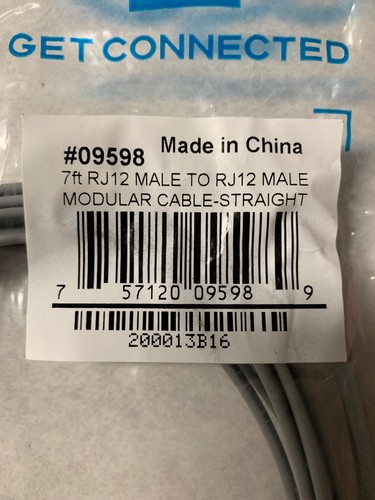 GET CONNECTED
#09598 Made in China
7ft RJ12 MALE TO RJ12 MALE
MODULAR CABLE-STRAIGHT
7 57120 09598 9
200013B16